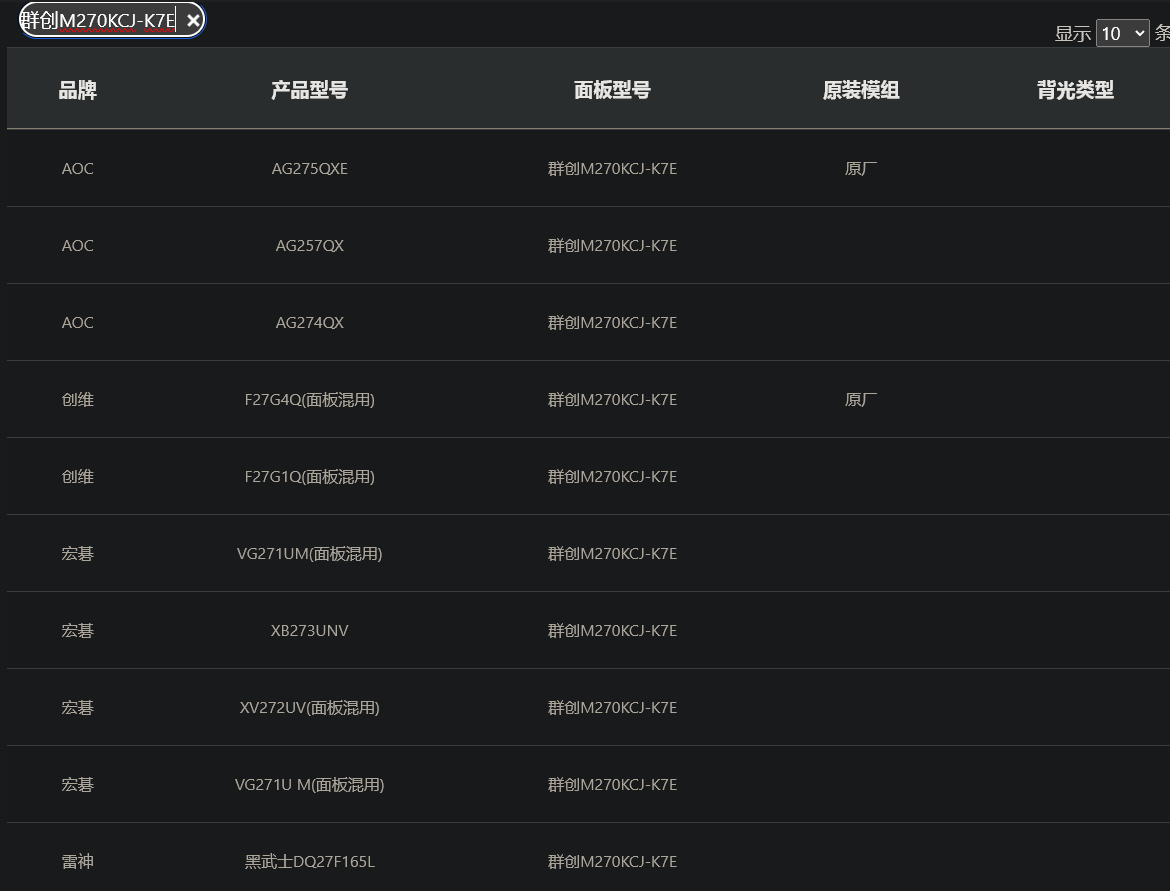 群创M270KCJ-K7E ×
显示 10 条
品牌 产品型号 面板型号 原装模组 背光类型
AOC AG275QXE 群创M270KCJ-K7E 原厂
AOC AG257QX 群创M270KCJ-K7E
AOC AG274QX 群创M270KCJ-K7E
创维 F27G4Q(面板混用) 群创M270KCJ-K7E 原厂
创维 F27G1Q(面板混用) 群创M270KCJ-K7E
宏碁 VG271UM(面板混用) 群创M270KCJ-K7E
宏碁 XB273UNV 群创M270KCJ-K7E
宏碁 XV272UV(面板混用) 群创M270KCJ-K7E
宏碁 VG271U M(面板混用) 群创M270KCJ-K7E
雷神 黑武士DQ27F165L 群创M270KCJ-K7E